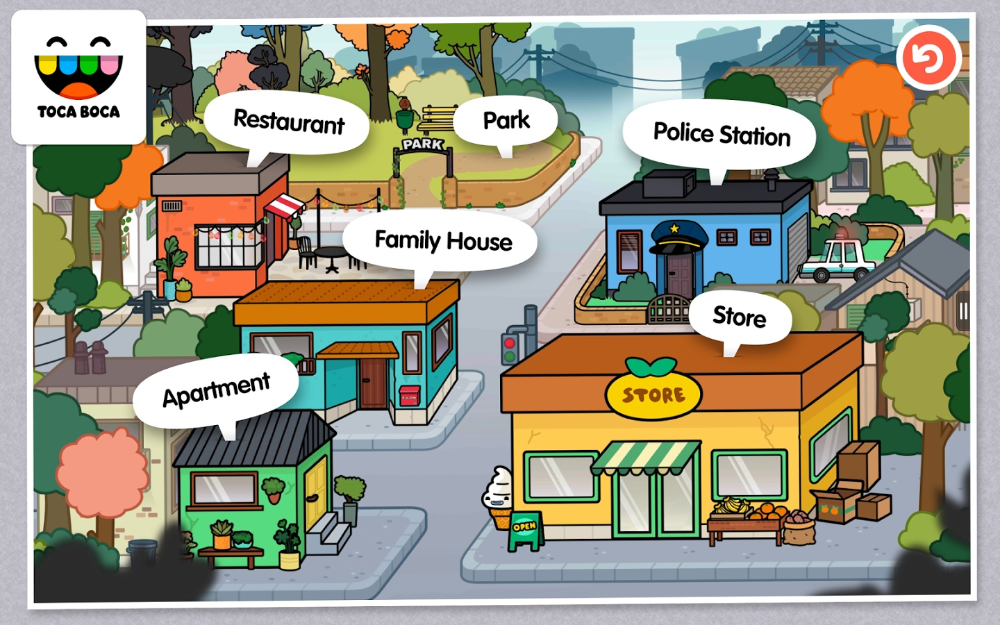 TOCA BOCA
Restaurant
Park
PARK
Police Station
Family House
Store
Apartment
STORE
OPEN